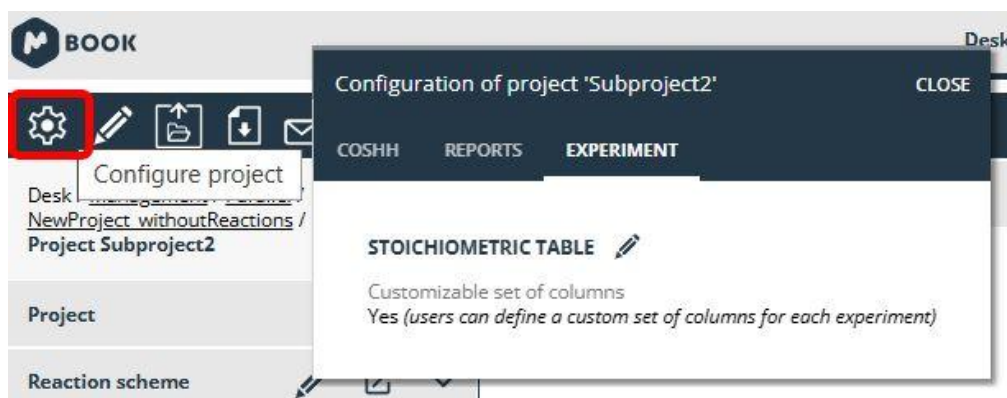 BOOK
Desk
Configuration of project 'Subproject2'
CLOSE
COSHH REPORTS EXPERIMENT
Configure project
Desk
NewProject_withoutReactions /
Project Subproject2
STOICHIOMETRIC TABLE
Customizable set of columns
Yes (users can define a custom set of columns for each experiment)
Project
Reaction scheme